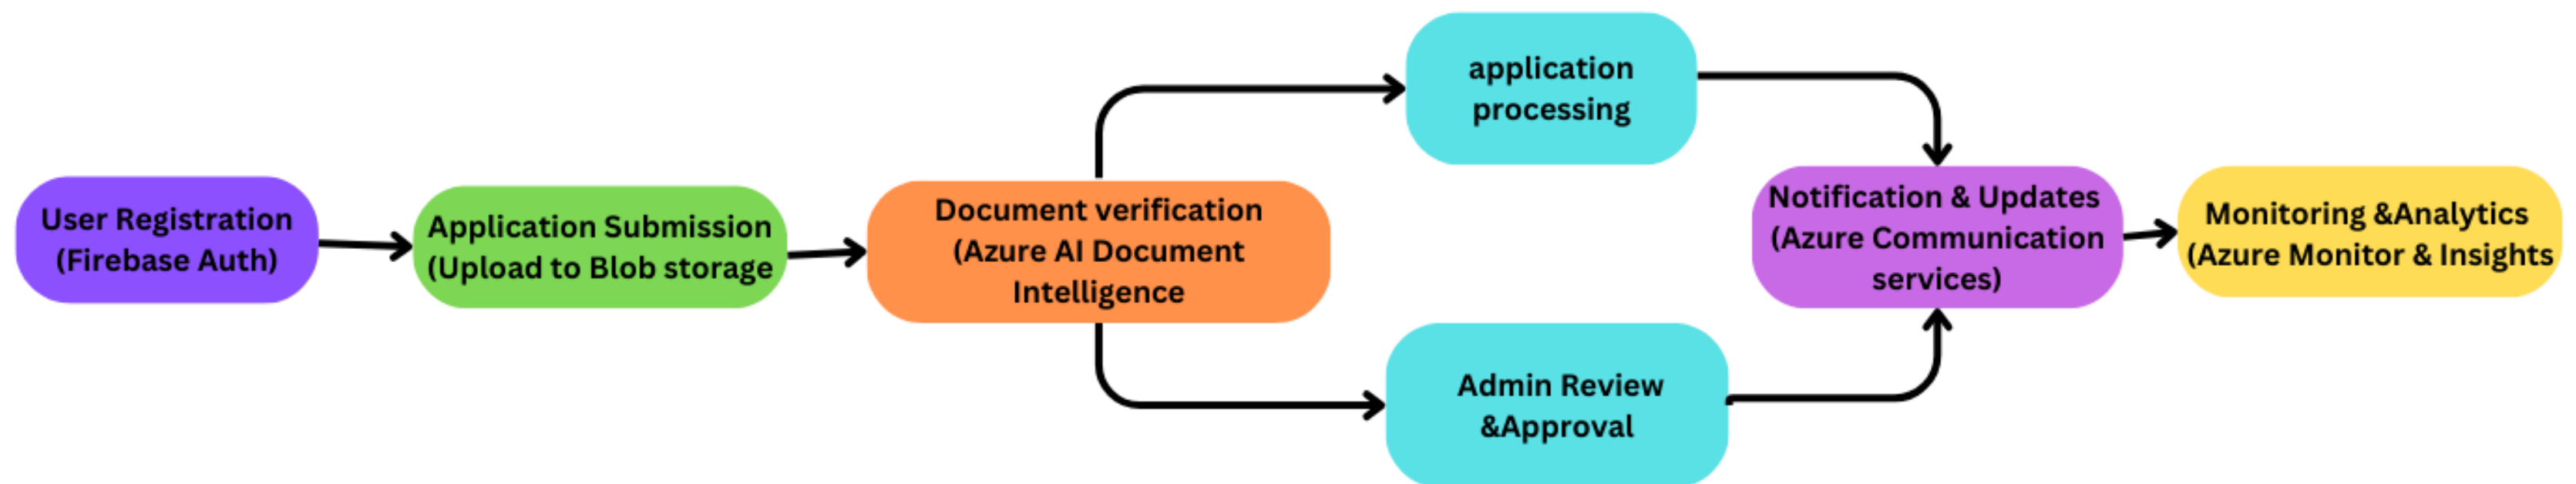 User Registration
(Firebase Auth)
Application Submission
(Upload to Blob storage
Document verification
(Azure AI Document
Intelligence
application
processing
Admin Review
&Approval
Notification & Updates
(Azure Communication
services)
Monitoring &Analytics
(Azure Monitor & Insights